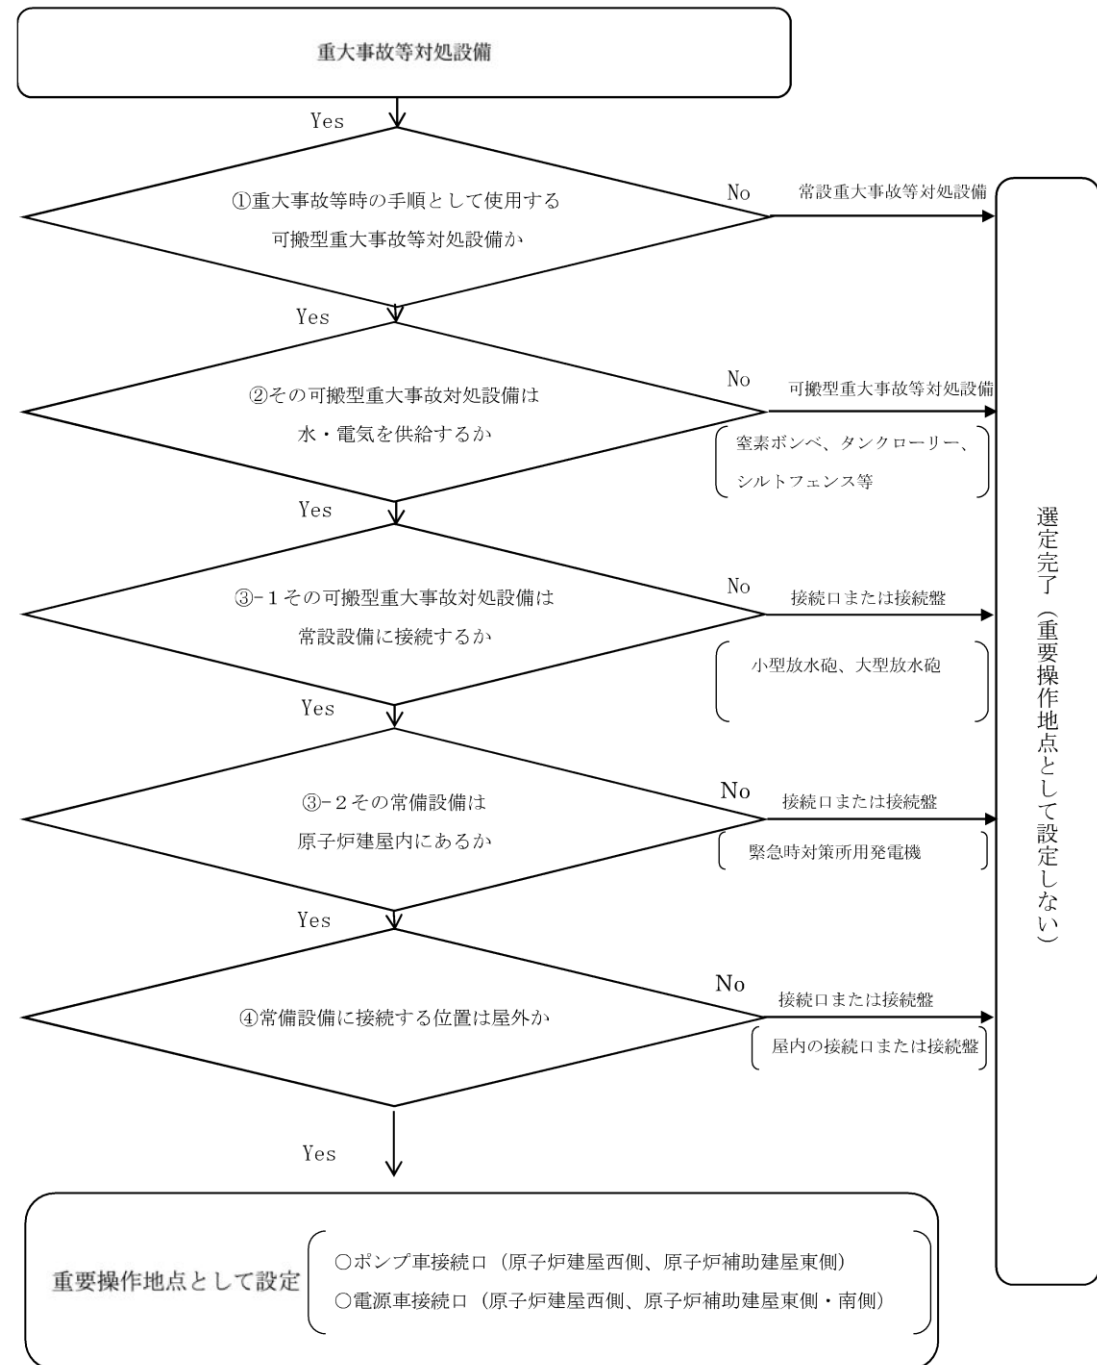 重大事故等対処設備
Yes
①重大事故等時の手順として使用する
可搬型重大事故等対処設備か
No
常設重大事故等対処設備
Yes
②その可搬型重大事故対処設備は
水・電気を供給するか
No
可搬型重大事故等対処設備
窒素ボンベ、タンクローリー、
シルトフェンス等
Yes
③-1その可搬型重大事故対処設備は
常設設備に接続するか
No
接続口または接続盤
小型放水砲、大型放水砲
Yes
③-2その常備設備は
原子炉建屋内にあるか
No
接続口または接続盤
緊急時対策所用発電機
Yes
④常備設備に接続する位置は屋外か
No
接続口または接続盤
屋内の接続口または接続盤
Yes
重要操作地点として設定
○ポンプ車接続口（原子炉建屋西側、原子炉補助建屋東側）
○電源車接続口（原子炉建屋西側、原子炉補助建屋東側・南側）
選定完了（重要操作地点として設定しない）